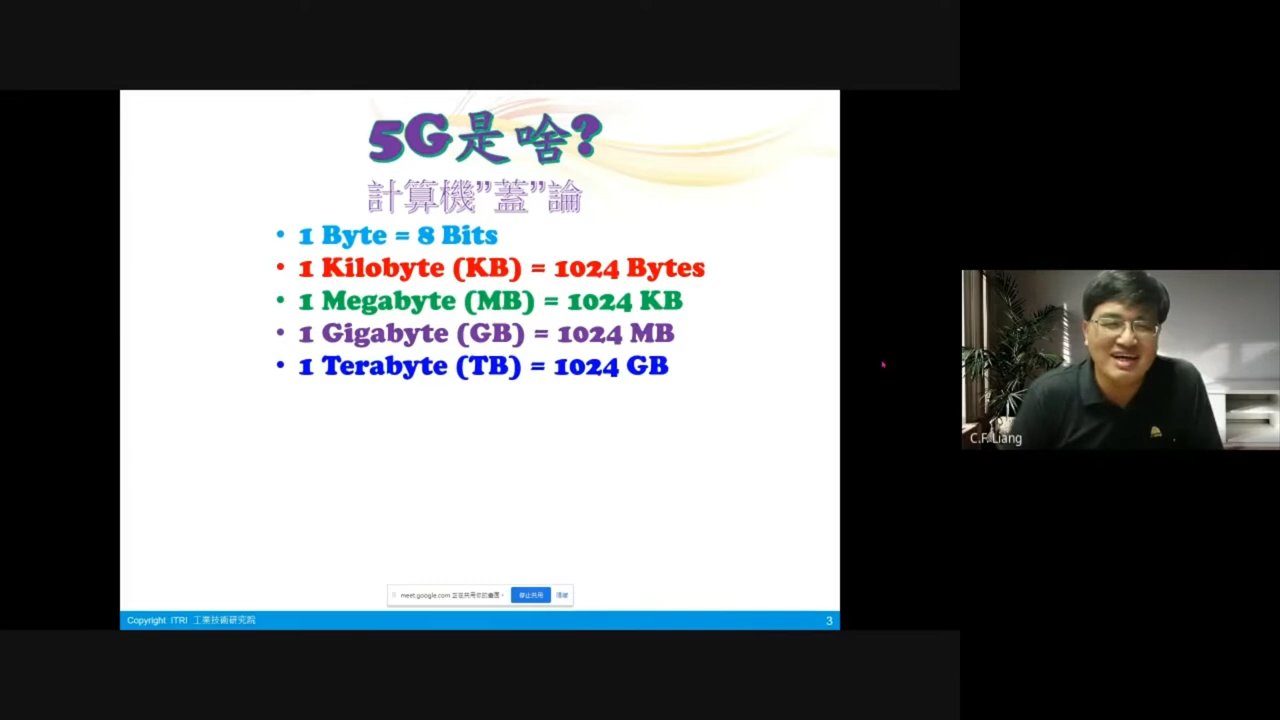 5G是啥?
計算機”蓋”論
• 1 Byte = 8 Bits
• 1 Kilobyte (KB) = 1024 Bytes
• 1 Megabyte (MB) = 1024 KB
• 1 Gigabyte (GB) = 1024 MB
• 1 Terabyte (TB) = 1024 GB
C.F.Liang
meet.google.com 正在共用你的畫面。 停止共用 隱藏
Copyright ITRI 工業技術研究院
3